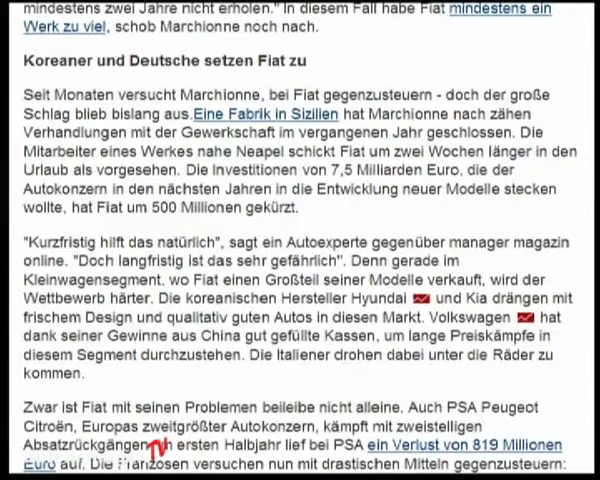 mindestens zwei Jahre nicht erholen." In diesem Fall habe Fiat mindestens ein
Werk zu viel, schob Marchionne noch nach.
Koreaner und Deutsche setzen Fiat zu
Seit Monaten versucht Marchionne, bei Fiat gegenzusteuern - doch der große
Schlag blieb bislang aus.Eine Fabrik in Sizilien hat Marchionne nach zähen
Verhandlungen mit der Gewerkschaft im vergangenen Jahr geschlossen. Die
Mitarbeiter eines Werkes nahe Neapel schickt Fiat um zwei Wochen länger in den
Urlaub als vorgesehen. Die Investitionen von 7,5 Milliarden Euro, die der
Autokonzern in den nächsten Jahren in die Entwicklung neuer Modelle stecken
wollte, hat Fiat um 500 Millionen gekürzt.
"Kurzfristig hilft das natürlich", sagt ein Autoexperte gegenüber manager magazin
online. "Doch langfristig ist das sehr gefährlich". Denn gerade im
Kleinwagensegment, wo Fiat einen Großteil seiner Modelle verkauft, wird der
Wettbewerb härter. Die koreanischen Hersteller Hyundai und Kia drängen mit
frischem Design und qualitativ guten Autos in diesen Markt. Volkswagen hat
dank seiner Gewinne aus China gut gefüllte Kassen, um lange Preiskämpfe in
diesem Segment durchzustehen. Die Italiener drohen dabei unter die Räder zu
kommen.
Zwar ist Fiat mit seinen Problemen beileibe nicht alleine. Auch PSA Peugeot
Citroën, Europas zweitgrößter Autokonzern, kämpft mit zweistelligen
Absatzrückgängen TV ersten Halbjahr lief bei PSA ein Verlust von 819 Millionen
Euro auf. Die Franzosen versuchen nun mit drastischen Mitteln gegenzusteuern: